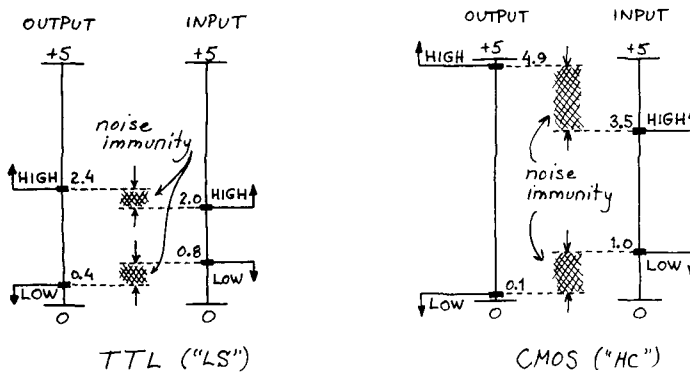 OUTPUT
INPUT
+5
+5
HIGH
2.4
noise
immunity
2.0
HIGH
0.8
0.4
LOW
LOW
0
0
TTL ("LS")
OUTPUT
INPUT
HIGH
+5
4.9
+5
3.5
HIGH
noise
immunity
1.0
LOW
0.1
LOW
0
0
CMOS ("HC")